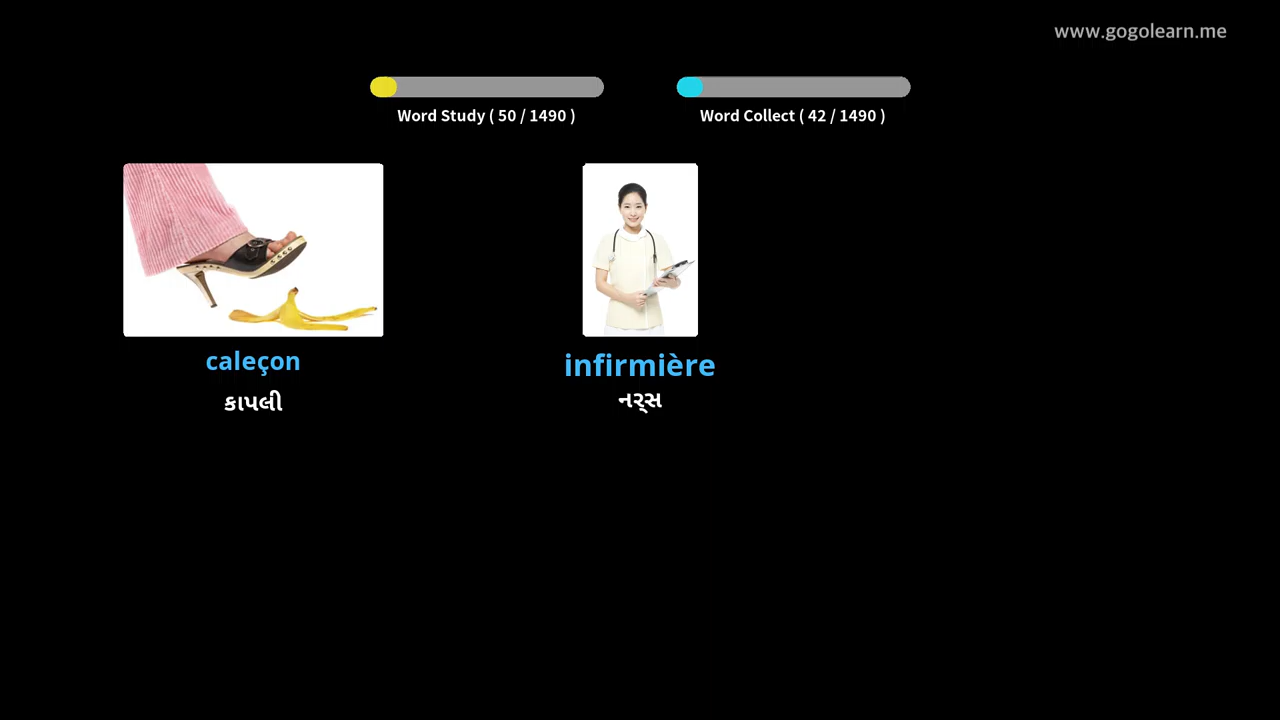 www.gogolearn.me
Word Study ( 50 / 1490 )
Word Collect ( 42 / 1490 )
caleçon
કાપલી
infirmière
નર્સ